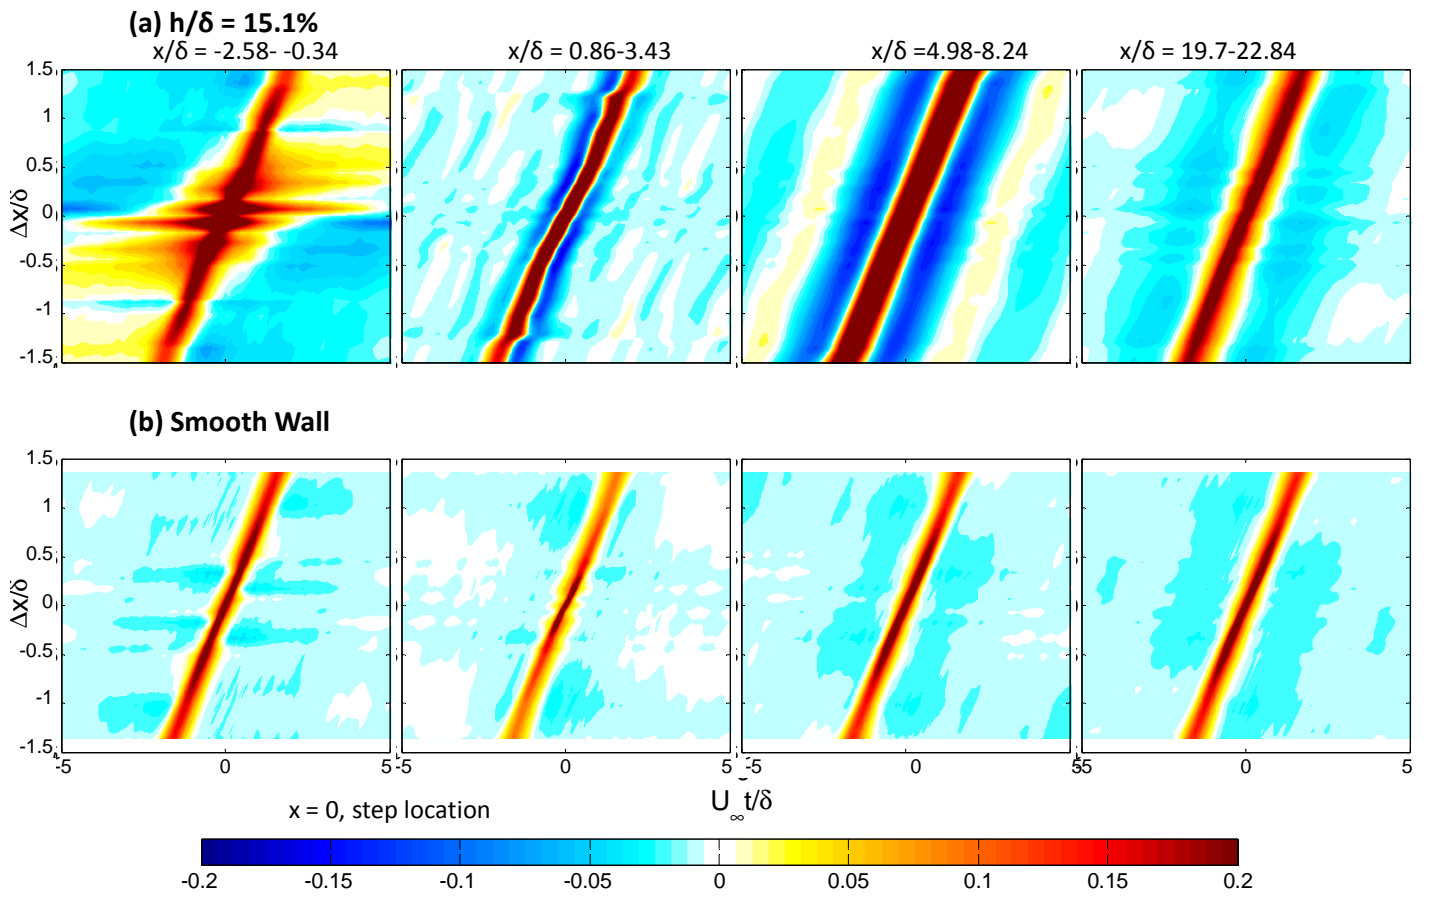 (a) h/δ = 15.1%
x/δ = -2.58- -0.34
x/δ = 0.86-3.43
x/δ =4.98-8.24
x/δ = 19.7-22.84
1.5
1
0.5
0
-0.5
-1
-1.5
Δx/δ
(b) Smooth Wall
1.5
1
0.5
0
-0.5
-1
-1.5
Δx/δ
-5 0 5
-5 0
-5 0 5
5 0 5
x = 0, step location
U∞t/δ
-0.2 -0.15 -0.1 -0.05 0 0.05 0.1 0.15 0.2